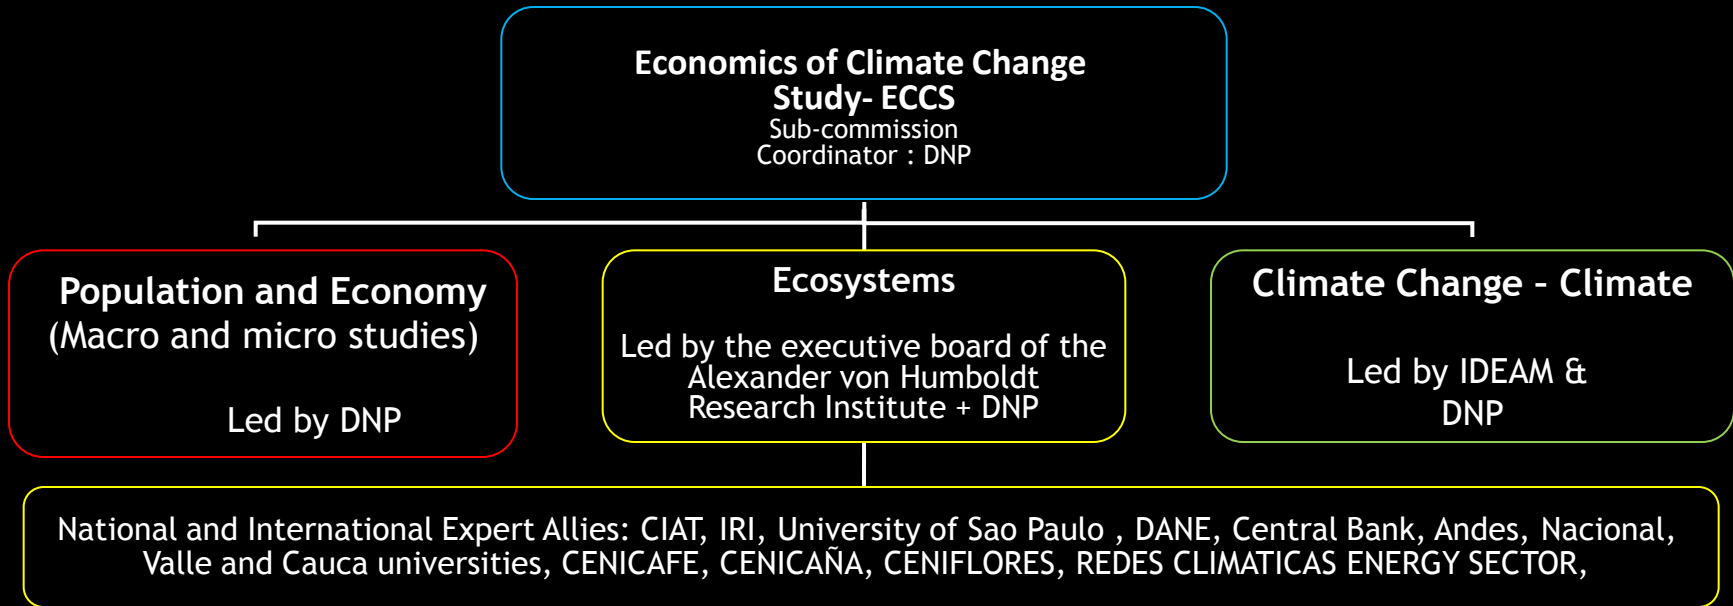 Economics of Climate Change
Study- ECCS
Sub-commission
Coordinator : DNP
Population and Economy
(Macro and micro studies)
Led by DNP
Ecosystems
Led by the executive board of the
Alexander von Humboldt
Research Institute + DNP
Climate Change – Climate
Led by IDEAM &
DNP
National and International Expert Allies: CIAT, IRI, University of Sao Paulo , DANE, Central Bank, Andes, Nacional,
Valle and Cauca universities, CENICAFE, CENICAÑA, CENIFLORES, REDES CLIMATICAS ENERGY SECTOR,